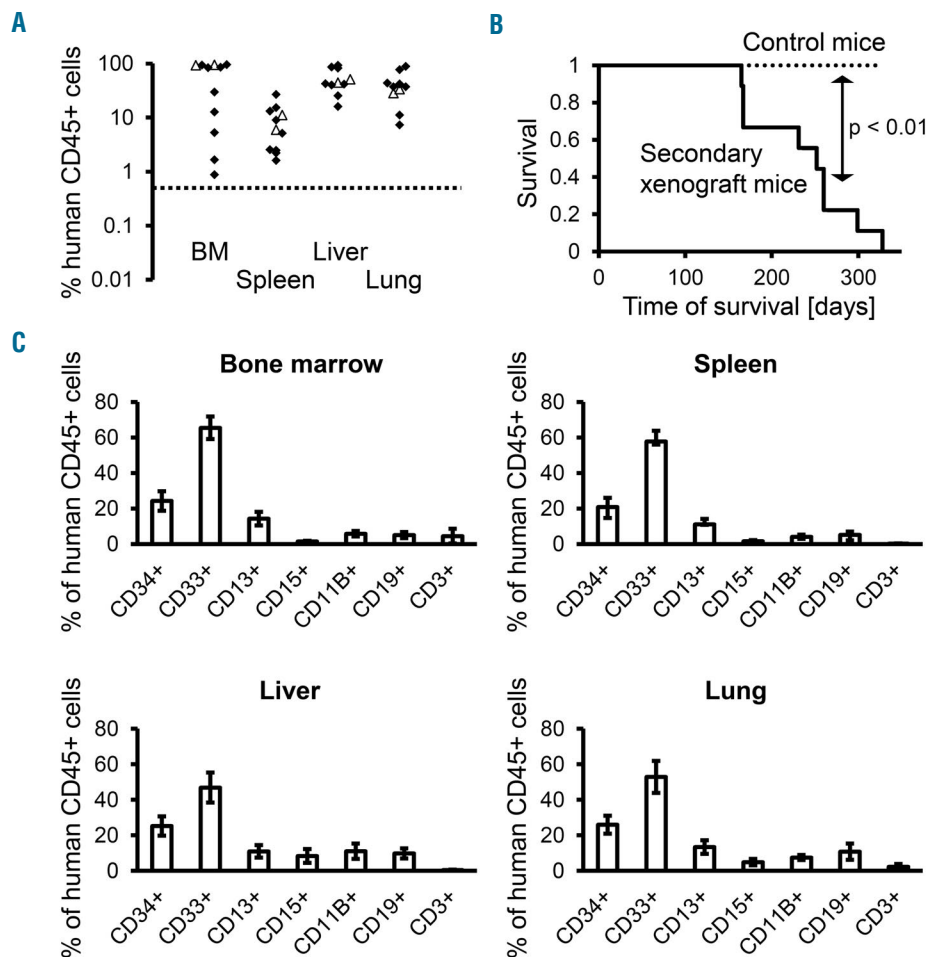 A
% human CD45+ cells
100
10
1
0.1
0.01
BM
Spleen
Liver
Lung
B
Control mice
Survival
1
0.8
0.6
0.4
0.2
0
p < 0.01
Secondary
xenograft mice
0 100 200 300
Time of survival [days]
C
Bone marrow
% of human CD45+ cells
80
60
40
20
0
CD34+ CD33+ CD13+ CD15+ CD11B+ CD19+ CD3+
Spleen
% of human CD45+ cells
80
60
40
20
0
CD34+ CD33+ CD13+ CD15+ CD11B+ CD19+ CD3+
Liver
% of human CD45+ cells
80
60
40
20
0
CD34+ CD33+ CD13+ CD15+ CD11B+ CD19+ CD3+
Lung
% of human CD45+ cells
80
60
40
20
0
CD34+ CD33+ CD13+ CD15+ CD11B+ CD19+ CD3+